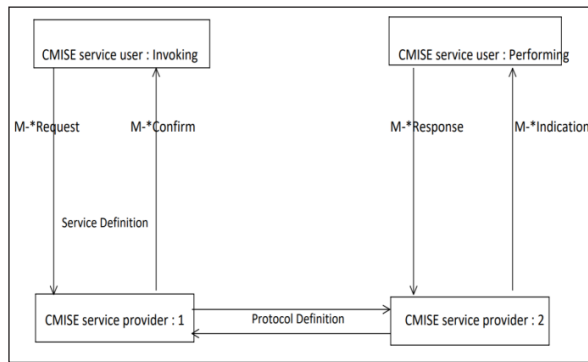 CMISE service user : Invoking
CMISE service user : Performing
M-*Request
M-*Confirm
M-*Response
M-*Indication
Service Definition
CMISE service provider : 1
Protocol Definition
CMISE service provider : 2